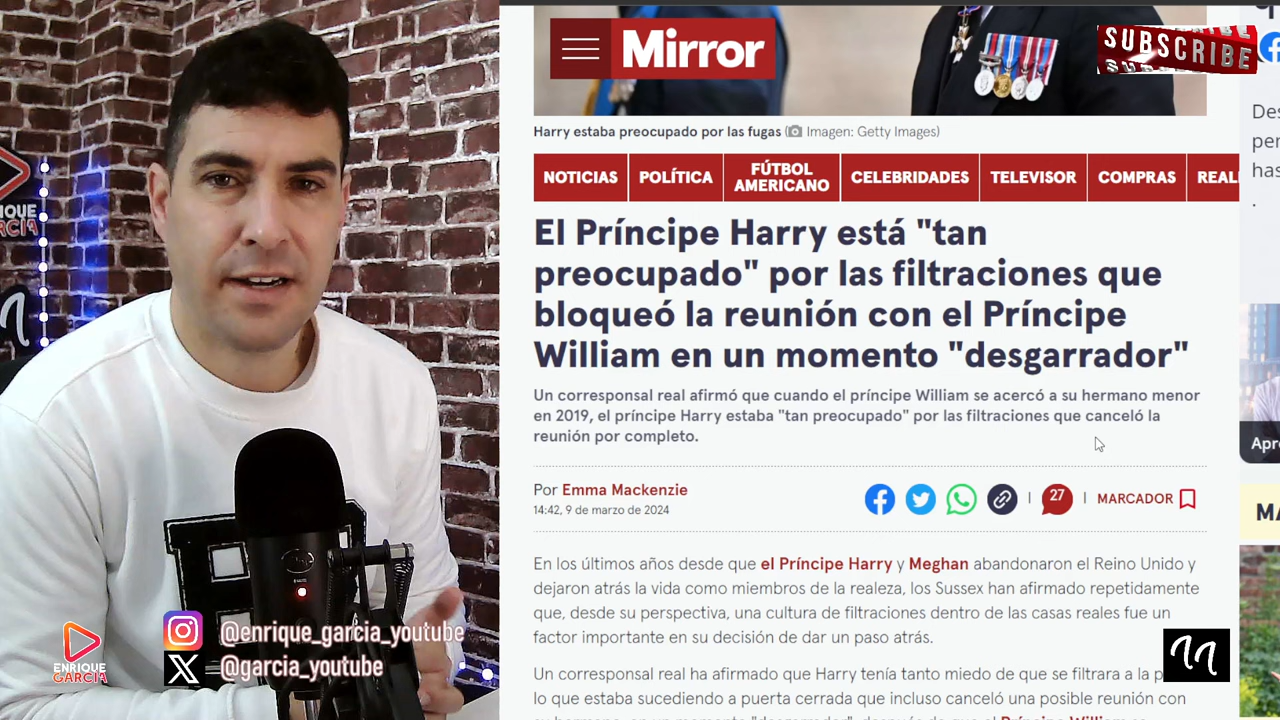 Mirror
SUBSCRIBE
Harry estaba preocupado por las fugas (Imagen: Getty Images)
NOTICIAS
POLÍTICA
FÚTBOL
AMERICANO
CELEBRIDADES
TELEVISOR
COMPRAS
El Príncipe Harry está "tan
preocupado" por las filtraciones que
bloqueó la reunión con el Príncipe
William en un momento "desgarrador"
Un corresponsal real afirmó que cuando el príncipe William se acercó a su hermano menor
en 2019, el príncipe Harry estaba "tan preocupado" por las filtraciones que canceló la
reunión por completo.
Por Emma Mackenzie
14:42, 9 de marzo de 2024
27
MARCADOR
En los últimos años desde que el Príncipe Harry y Meghan abandonaron el Reino Unido y
dejaron atrás la vida como miembros de la realeza, los Sussex han afirmado repetidamente
que, desde su perspectiva, una cultura de filtraciones dentro de las casas reales fue un
factor importante en su decisión de dar un paso atrás.
Un corresponsal real ha afirmado que Harry tenía tanto miedo de que se filtrara a la
lo que estaba sucediendo a puerta cerrada que incluso canceló una posible reunión con
@enrique_garcia_youtube
@garcia_youtube
ENRIQUE
GARCIA